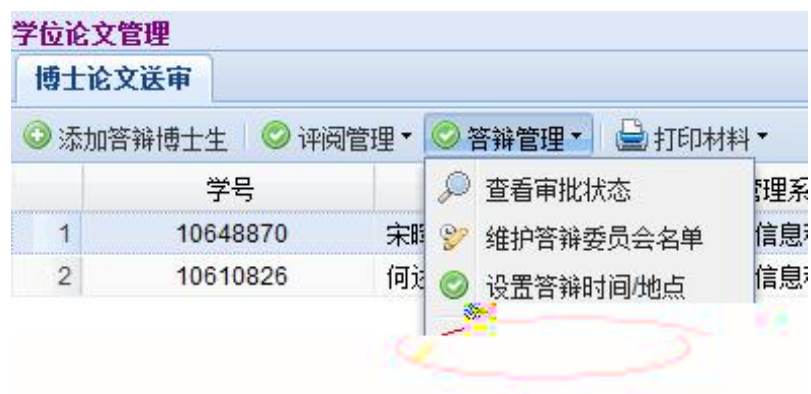 学位论文管理
博士论文送审
添加答辩博士生 评阅管理 答辩管理 打印材料
学号
查看审批状态
管理系
1 10648870 宋
维护答辩委员会名单
信息
2 10610826 何
设置答辩时间/地点
信息